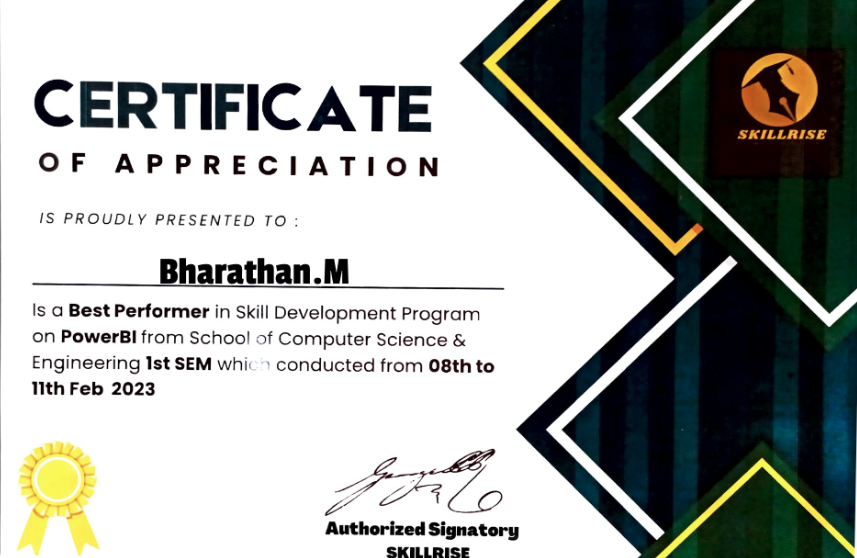 CERTIFICATE
OF APPRECIATION
SKILLRISE
IS PROUDLY PRESENTED TO :
Bharathan.M
Is a Best Performer in Skill Development Program
on PowerBI from School of Computer Science &
Engineering 1st SEM which conducted from 08th to
11th Feb 2023
Authorized Signatory
SKILLRISE